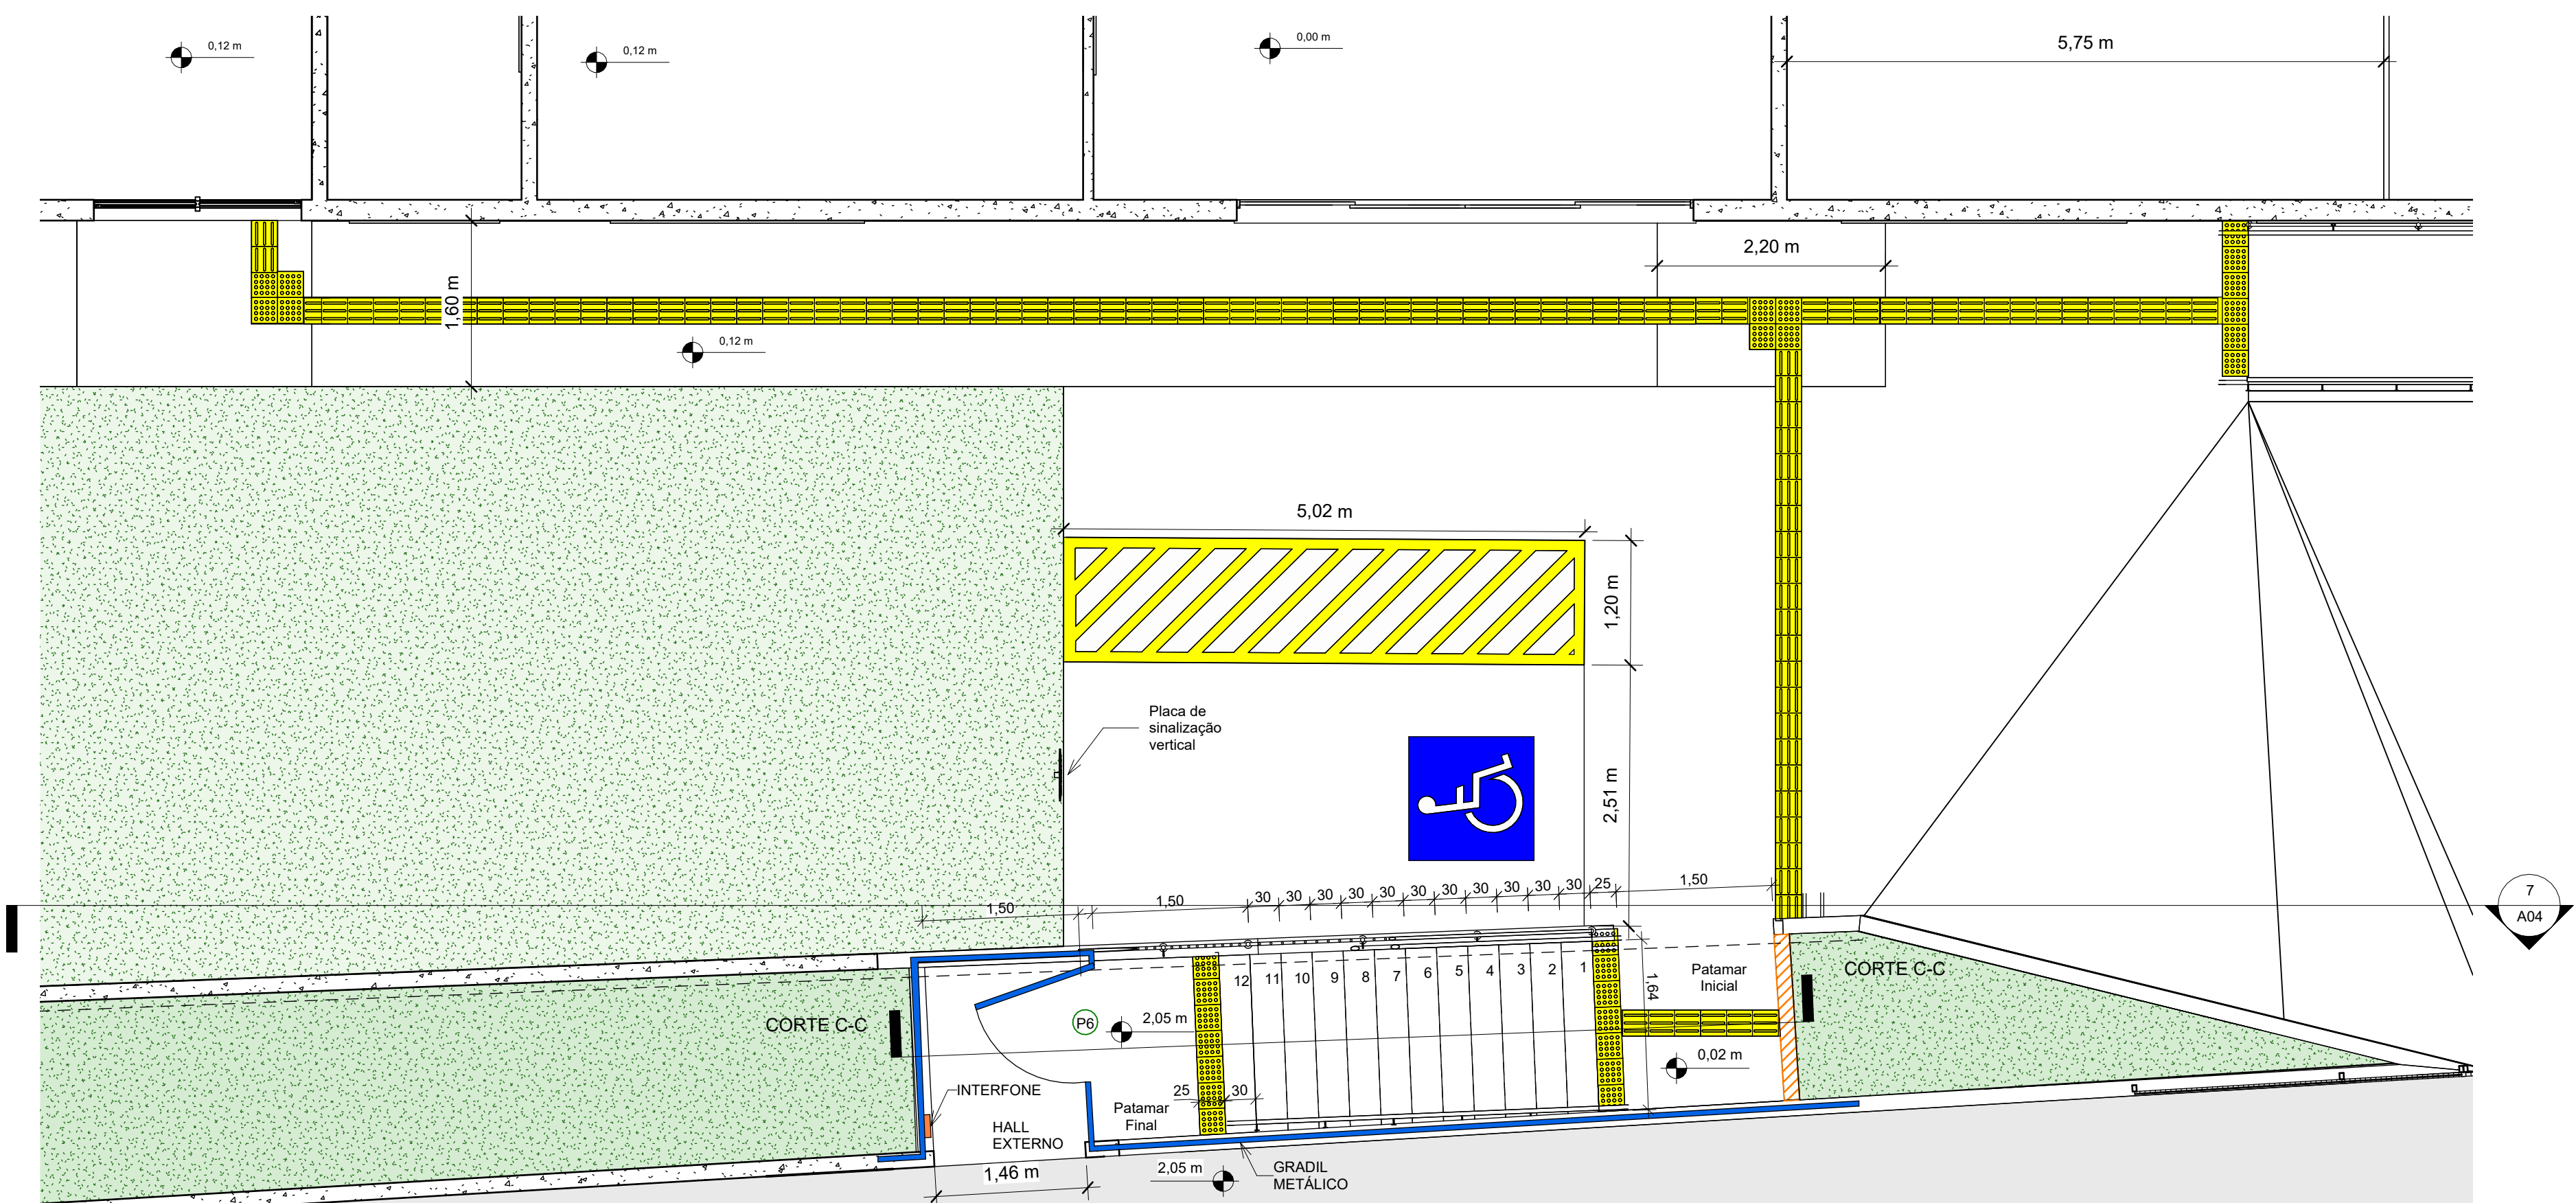 0,12 m
0,12 m
0,00 m
5,75 m
2,20 m
1,60 m
0,12 m
5,02 m
1,20 m
Placa de
sinalização
vertical
2,51 m
7
A04
1,50
1,50
30
30
30
30
30
30
30
30
30
30
30
25
1,50
12
11
10
9
8
7
6
5
4
3
2
1
1,64
Patamar
Inicial
CORTE C-C
CORTE C-C
P6
2,05 m
0,02 m
INTERFONE
25
30
Patamar
Final
HALL
EXTERNO
1,46 m
2,05 m
GRADIL
METÁLICO